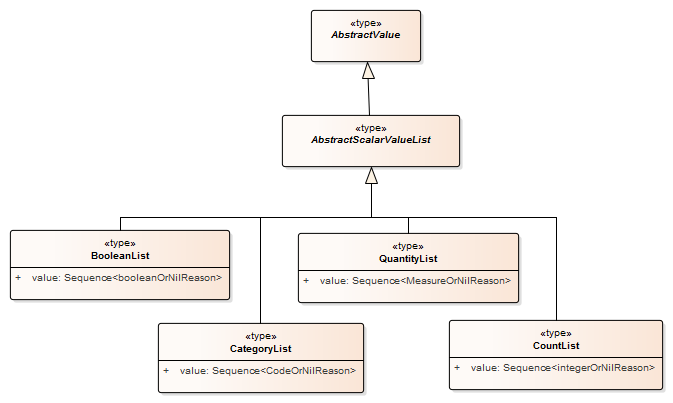 «type»
AbstractValue
«type»
AbstractScalarValueList
«type»
BooleanList
+ value: Sequence<booleanOrNilReason>
«type»
QuantityList
+ value: Sequence<MeasureOrNilReason>
«type»
CategoryList
+ value: Sequence<CodeOrNilReason>
«type»
CountList
+ value: Sequence<integerOrNilReason>